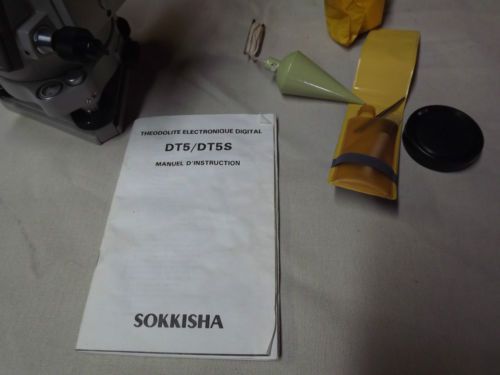 THEODOLITE ELECTRONIQUE DIGITAL
DT5/DT5S
MANUEL D'INSTRUCTION
SOKKISHA